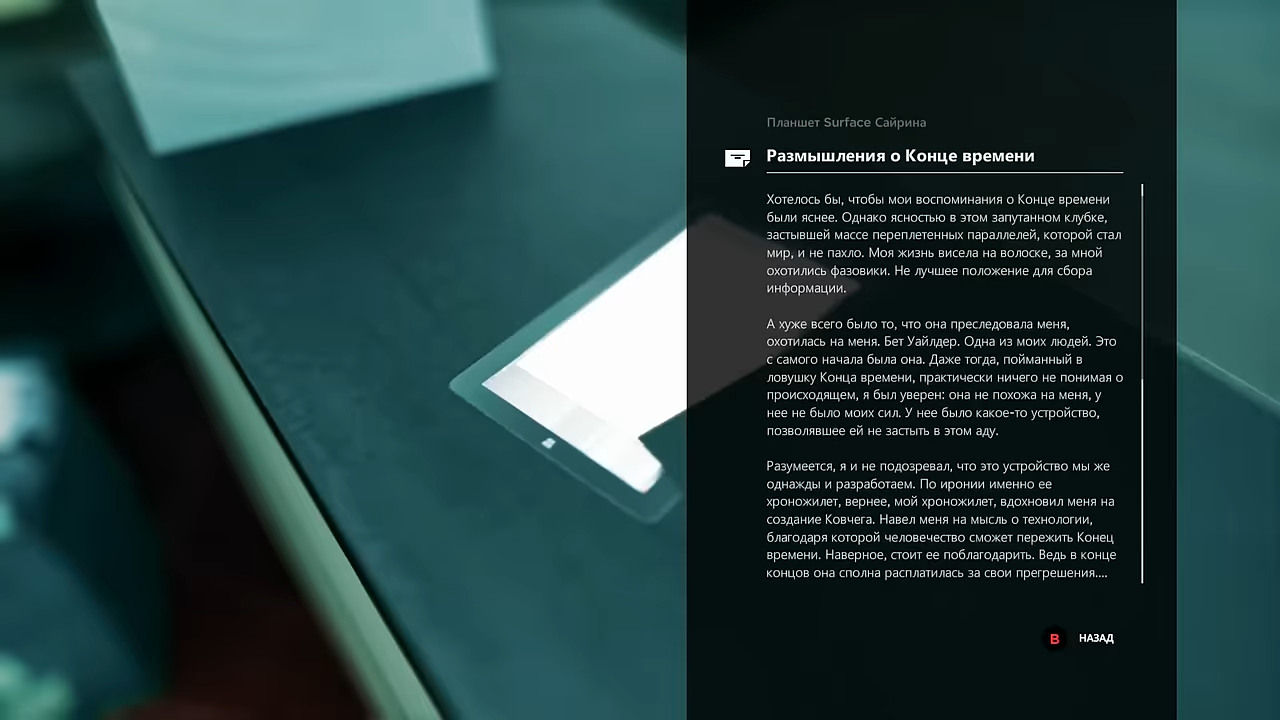 Планшет Surface Сайрина
Размышления о Конце времени
Хотелось бы, чтобы мои воспоминания о Конце времени
были яснее. Однако ясностью в этом запутанном клубке,
застывшей массе переплетенных параллелей, которой стал
мир, и не пахло. Моя жизнь висела на волоске, за мной
охотились фазовики. Не лучшее положение для сбора
информации.
А хуже всего было то, что она преследовала меня,
охотилась на меня. Бет Уайлдер. Одна из моих людей. Это
с самого начала была она. Даже тогда, пойманный в
ловушку Конца времени, практически ничего не понимая о
происходящем, я был уверен: она не похожа на меня, у
нее не было моих сил. У нее было какое-то устройство,
позволявшее ей не застыть в этом аду.
Разумеется, я и не подозревал, что это устройство мы же
однажды и разработаем. По иронии именно ее
хроножилет, вернее, мой хроножилет, вдохновил меня на
создание Ковчега. Навел меня на мысль о технологии,
благодаря которой человечество сможет пережить Конец
времени. Наверное, стоит ее поблагодарить. Ведь в конце
концов она сполна расплатилась за свои прегрешения....
B НАЗАД